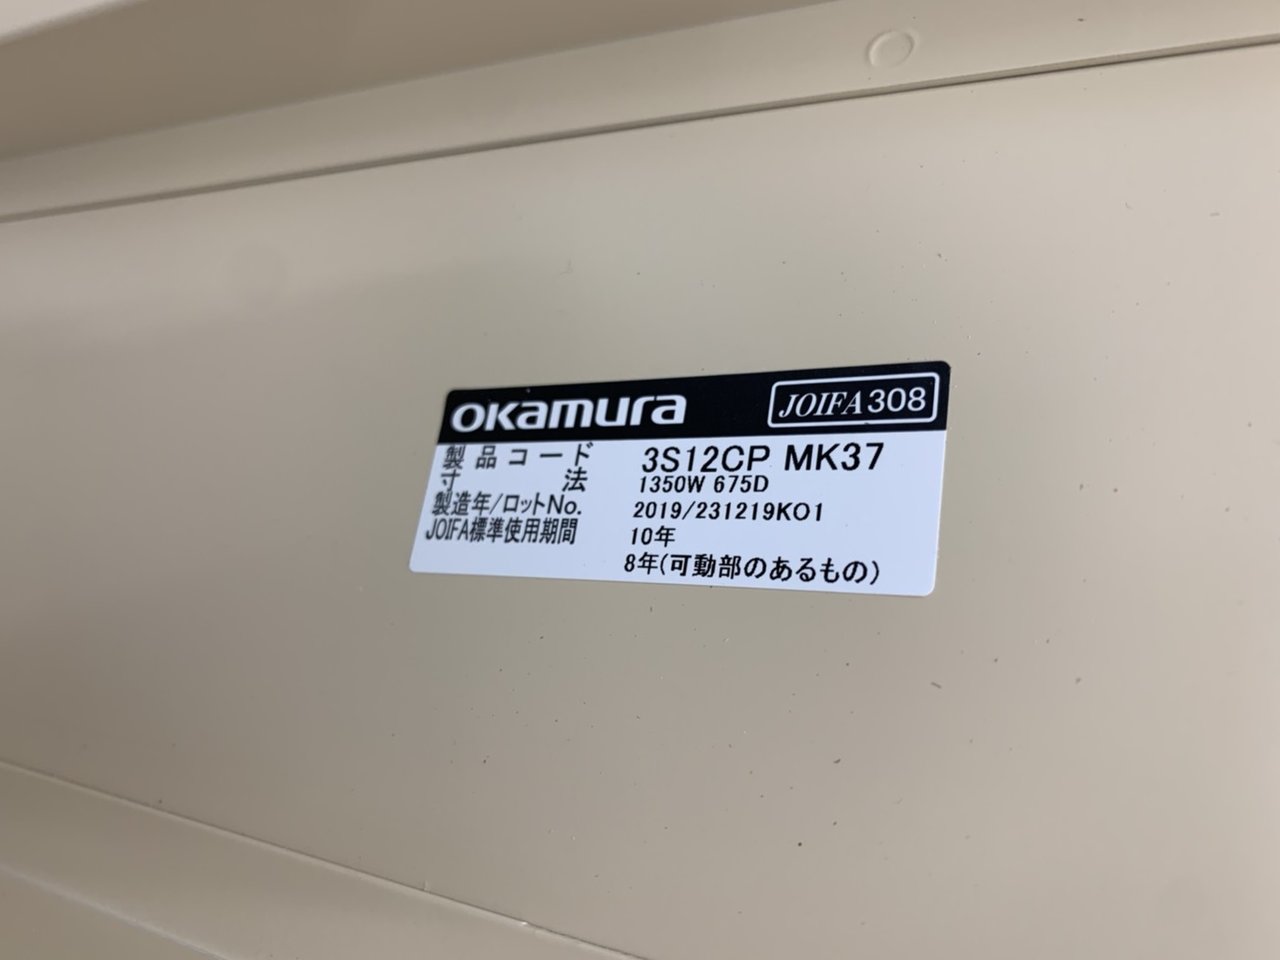 okamura JOIFA308
製品コード 3S12CP MK37
寸法 1350W 675D
製造年/ロットNo. 2019/231219KO1
JOIFA標準使用期間 10年
8年(可動部のあるもの)